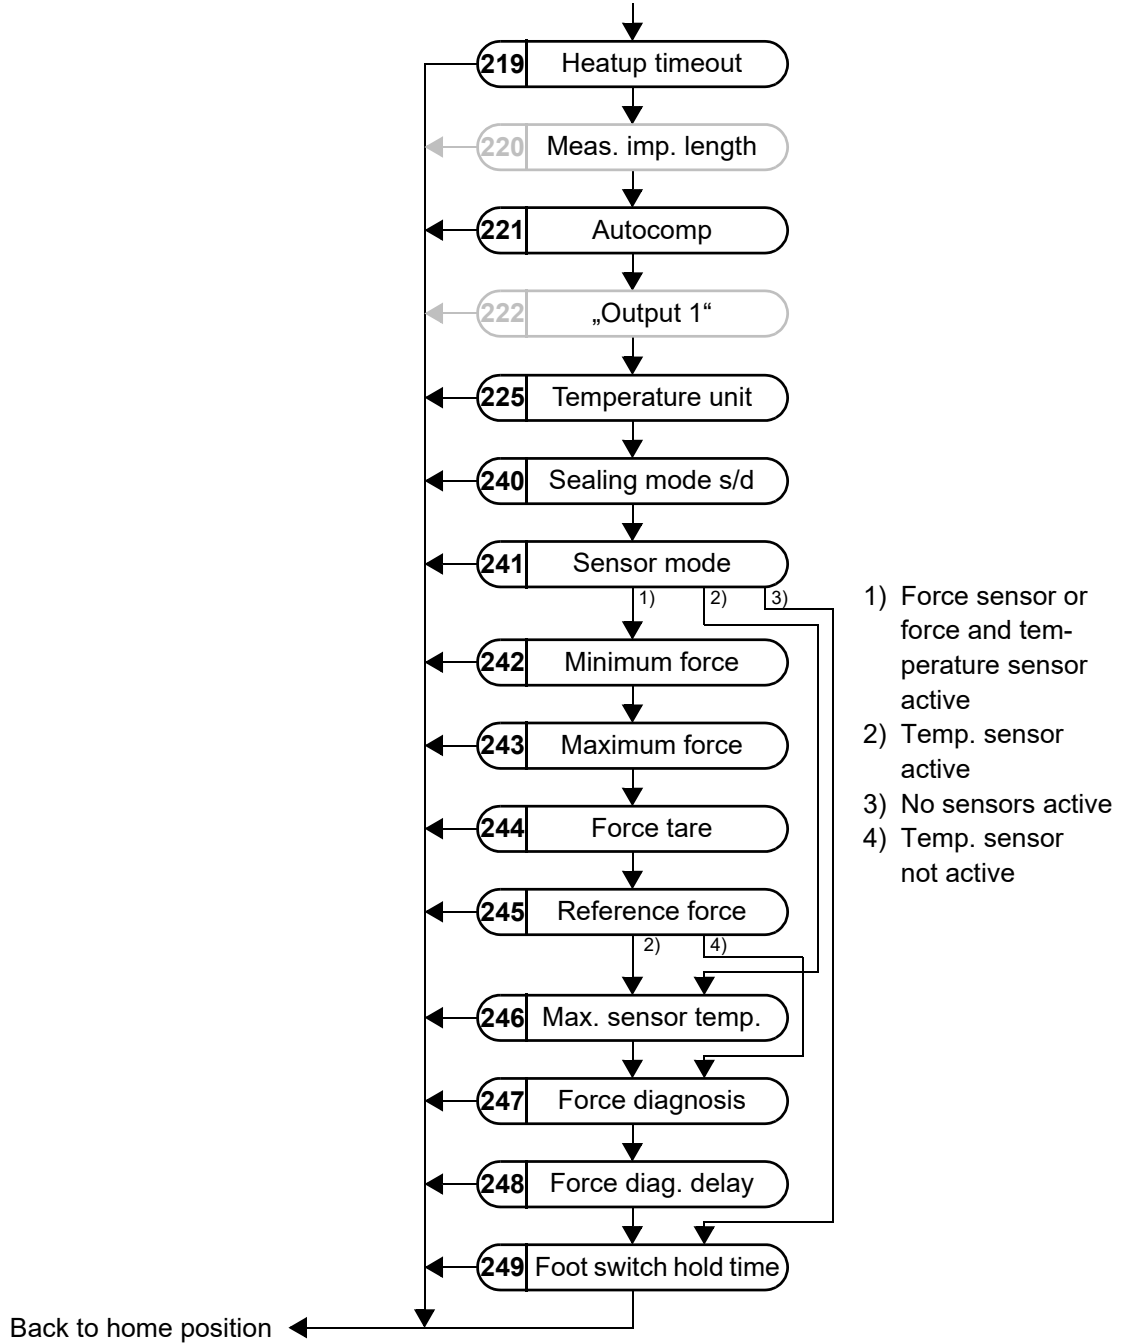 219 Heatup timeout
220 Meas. imp. length
221 Autocomp
222 „Output 1“
225 Temperature unit
240 Sealing mode s/d
241 Sensor mode
1) 2) 3)
242 Minimum force
243 Maximum force
244 Force tare
245 Reference force
2) 4)
246 Max. sensor temp.
247 Force diagnosis
248 Force diag. delay
249 Foot switch hold time
Back to home position
1) Force sensor or
force and tem-
perature sensor
active
2) Temp. sensor
active
3) No sensors active
4) Temp. sensor
not active